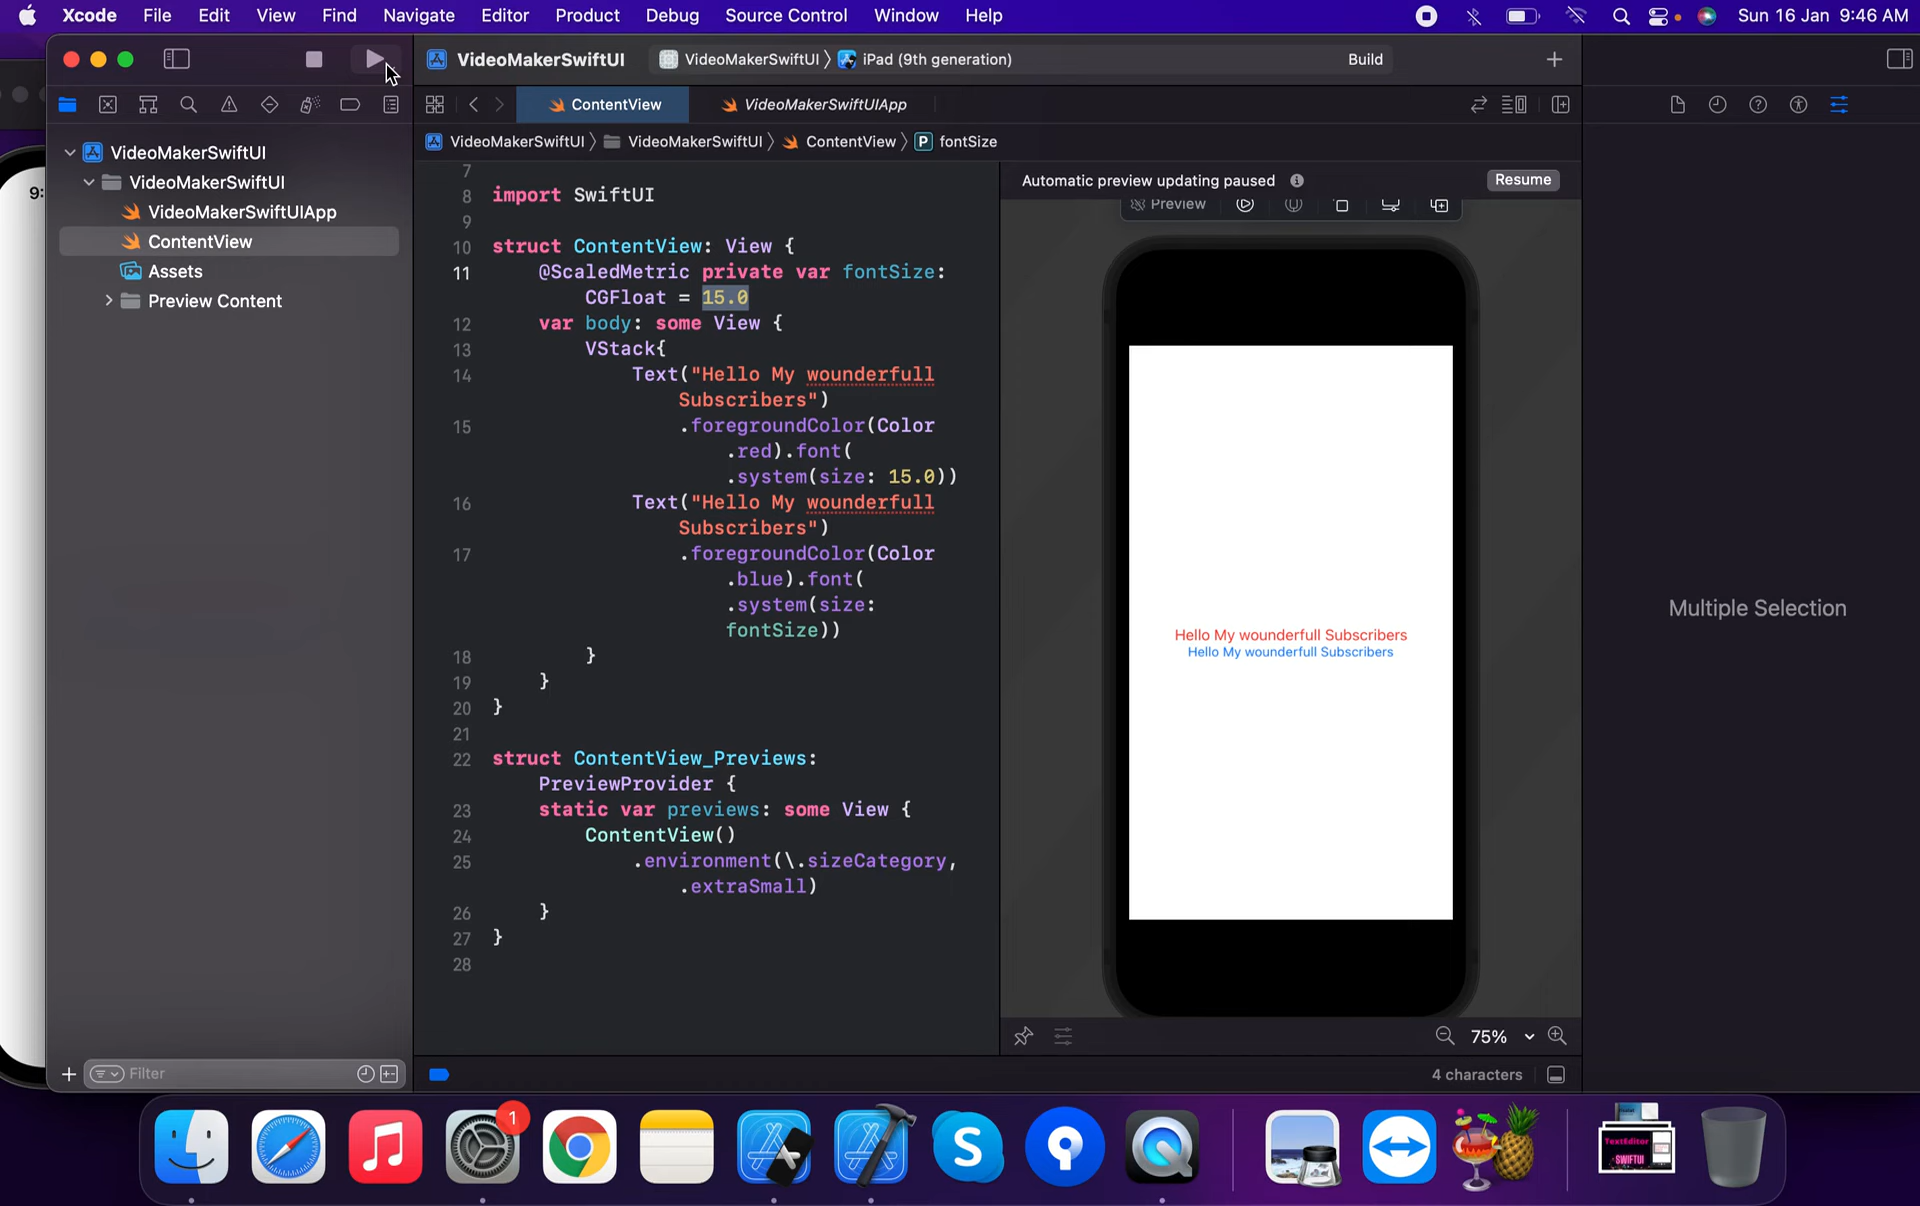 Xcode File Edit View Find Navigate Editor Product Debug Source Control Window Help Sun 16 Jan 9:46 AM
VideoMakerSwiftUI VideoMakerSwiftUI iPad (9th generation) Build
ContentView VideoMakerSwiftUIApp
VideoMakerSwiftUI VideoMakerSwiftUI ContentView P fontSize
9:
VideoMakerSwiftUI
VideoMakerSwiftUI
VideoMakerSwiftUIApp
ContentView
Assets
Preview Content
Filter
7
8 import SwiftUI
9
10 struct ContentView: View {
11 @ScaledMetric private var fontSize:
CGFloat = 15.0
12 var body: some View {
13 VStack{
14 Text("Hello My wounderfull
Subscribers")
15 .foregroundColor(Color
.red).font(
.system(size: 15.0))
16 Text("Hello My wounderfull
Subscribers")
17 .foregroundColor(Color
.blue).font(
.system(size:
fontSize))
18 }
19 }
20 }
21
22 struct ContentView_Previews:
PreviewProvider {
23 static var previews: some View {
24 ContentView()
25 .environment(\.sizeCategory,
.extraSmall)
26 }
27 }
28
Automatic preview updating paused Resume
Preview
Hello My wounderfull Subscribers
Hello My wounderfull Subscribers
75%
4 characters
Multiple Selection
1
S
TextEditor
SWIFTUI